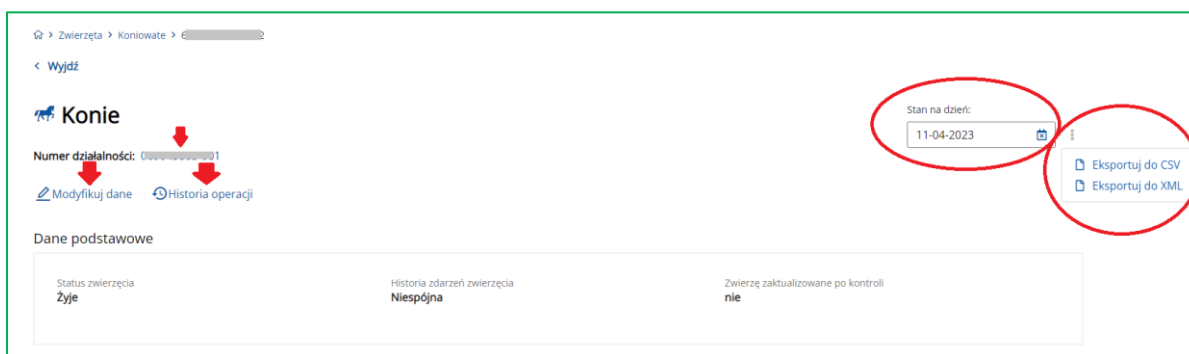 > Zwierzęta > Koniowate >
< Wyjdź
Konie
Numer działalności:
Modyfikuj dane Historia operacji
Stan na dzień:
11-04-2023
Eksportuj do CSV
Eksportuj do XML
Dane podstawowe
Status zwierzęcia Historia zdarzeń zwierzęcia Zwierzę zaktualizowane po kontroli
Żyje Niespójna nie